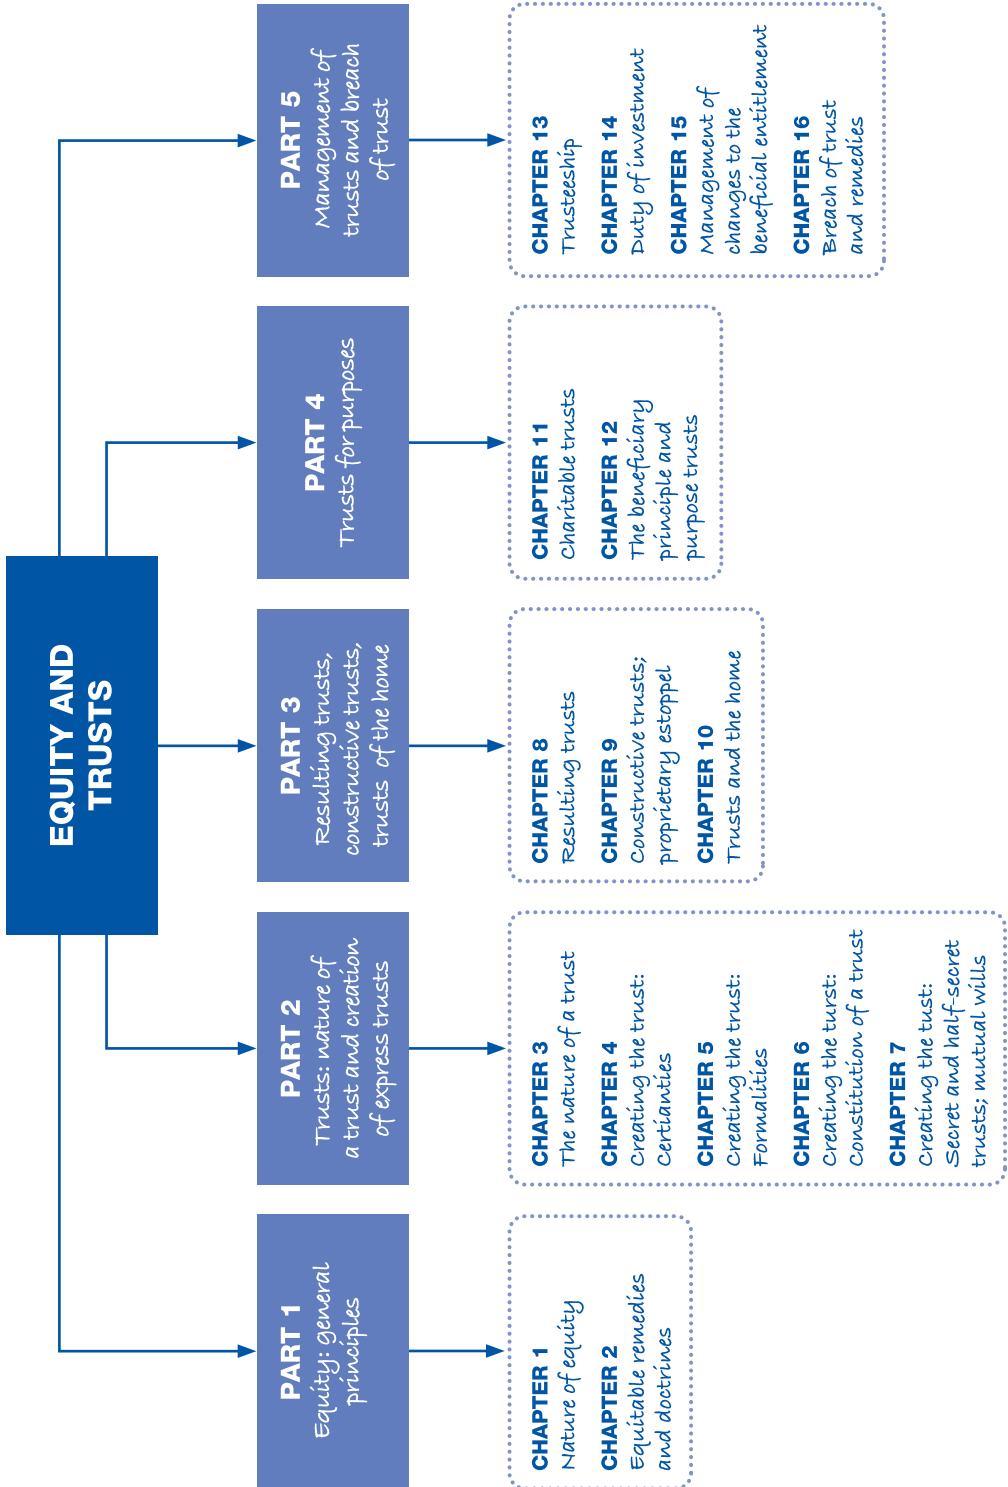 EQUITY AND
TRUSTS
PART 1
Equity: general
principles
CHAPTER 1
Nature of equity
CHAPTER 2
Equitable remedies
and doctrines
PART 2
Trusts: nature of
a trust and creation
of express trusts
CHAPTER 3
The nature of a trust
CHAPTER 4
Creating the trust:
Certianties
CHAPTER 5
Creating the trust:
Formalities
CHAPTER 6
Creating the turst:
Constitution of a trust
CHAPTER 7
Creating the tust:
Secret and half-secret
trusts; mutual wills
PART 3
Resulting trusts,
constructive trusts,
trusts of the home
CHAPTER 8
Resulting trusts
CHAPTER 9
Constructive trusts;
proprietary estoppel
CHAPTER 10
Trusts and the home
PART 4
Trusts for purposes
CHAPTER 11
Charitable trusts
CHAPTER 12
The beneficiary
principle and
purpose trusts
PART 5
Management of
trusts and breach
of trust
CHAPTER 13
Trusteeship
CHAPTER 14
Duty of investment
CHAPTER 15
Management of
changes to the
beneficial entitlement
CHAPTER 16
Breach of trust
and remedies